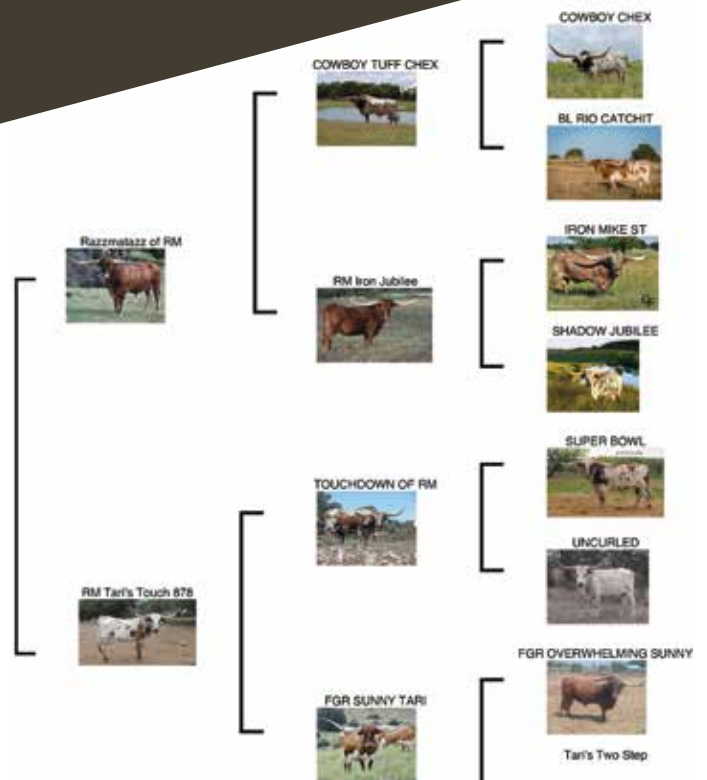 COWBOY CHEX
COWBOY TUFF CHEX
BL RIO CATCHIT
Razzmatazz of RM
IRON MIKE ST
RM Iron Jubilee
SHADOW JUBILEE
SUPER BOWL
TOUCHDOWN OF RM
UNCURLED
RM Tari's Touch 878
FGR OVERWHELMING SUNNY
FGR SUNNY TARI
Tari's Two Step